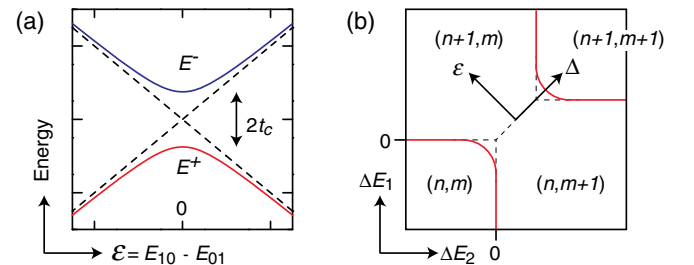 (a)
E⁻
2t_c
E⁺
0
Energy
ε = E₁₀ - E₀₁
(b)
(n+1,m)
(n+1,m+1)
ε
Δ
0
ΔE₁
(n,m)
(n,m+1)
ΔE₂
0